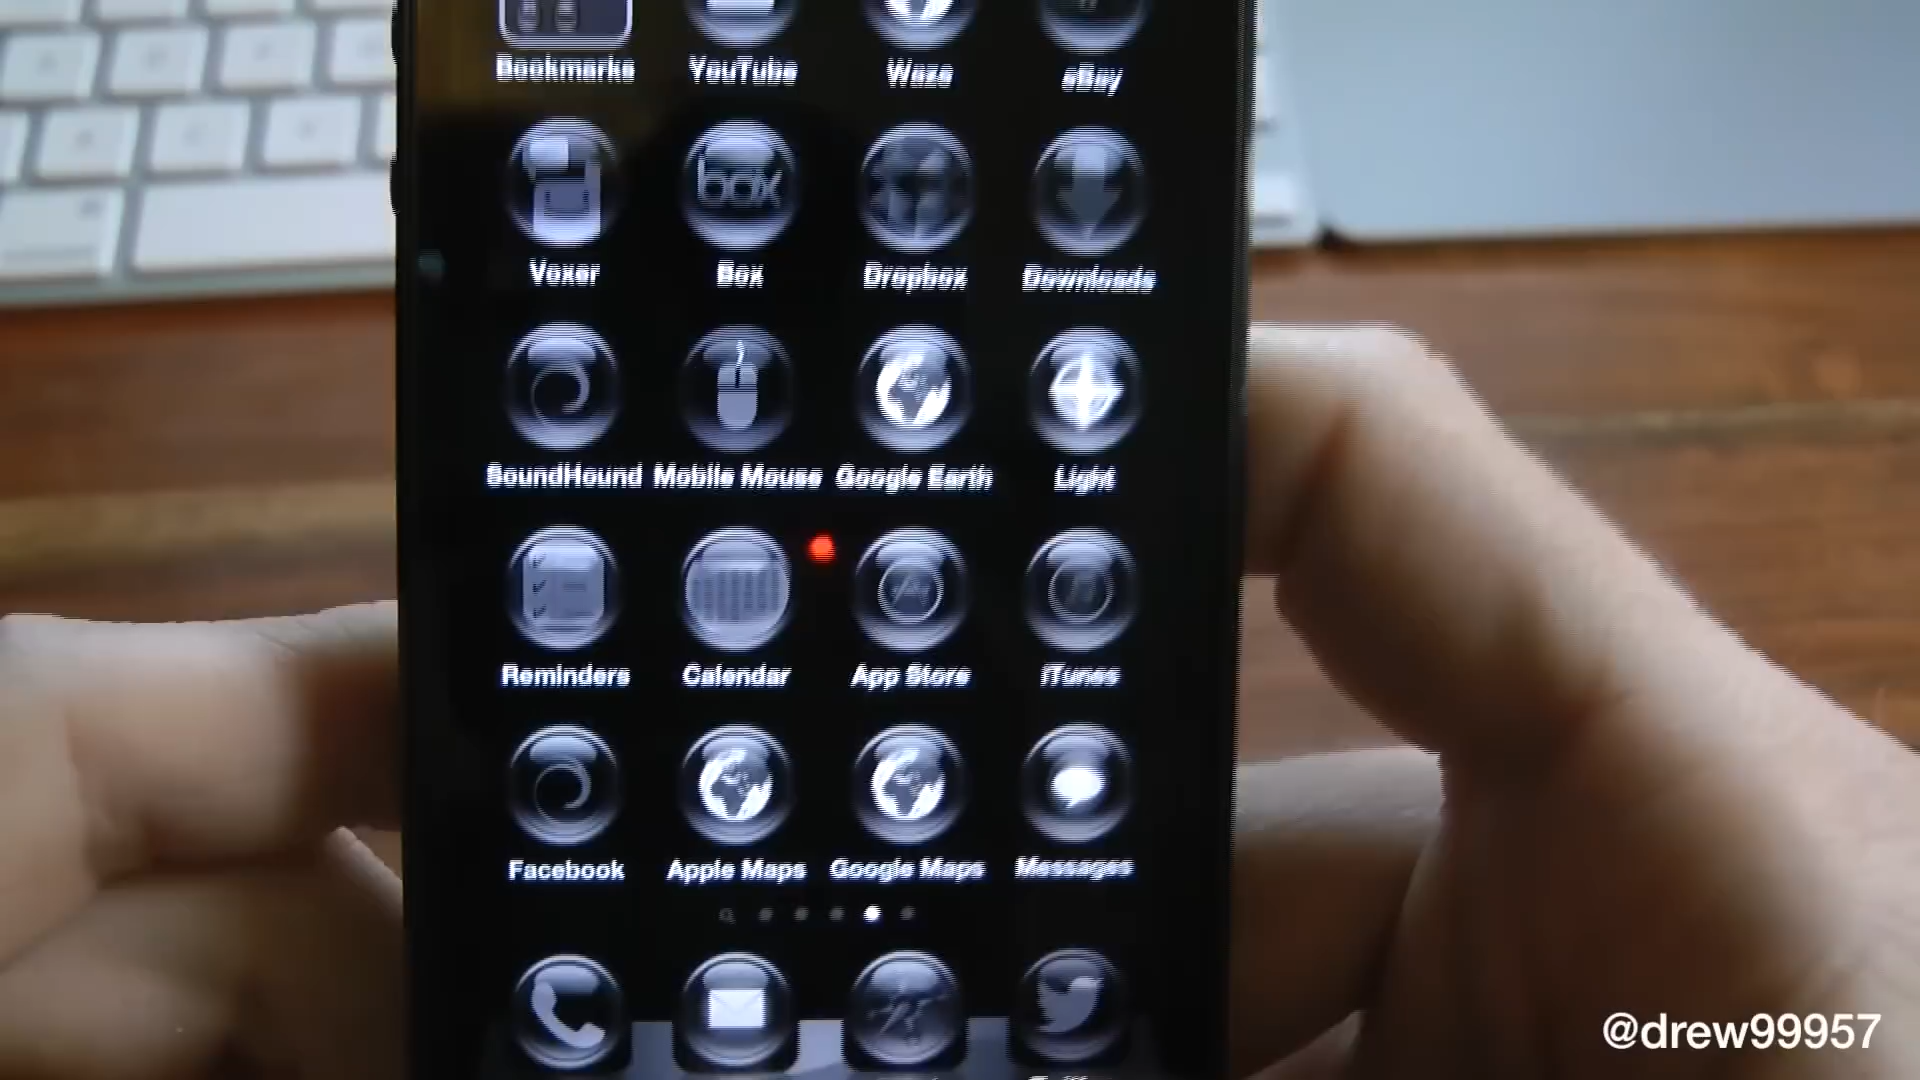 Bookmarks YouTube Waze eBay
box
Voxer Box Dropbox Downloads
SoundHound Mobile Mouse Google Earth Light
Reminders Calendar App Store iTunes
Facebook Apple Maps Google Maps Messages
@drew99957